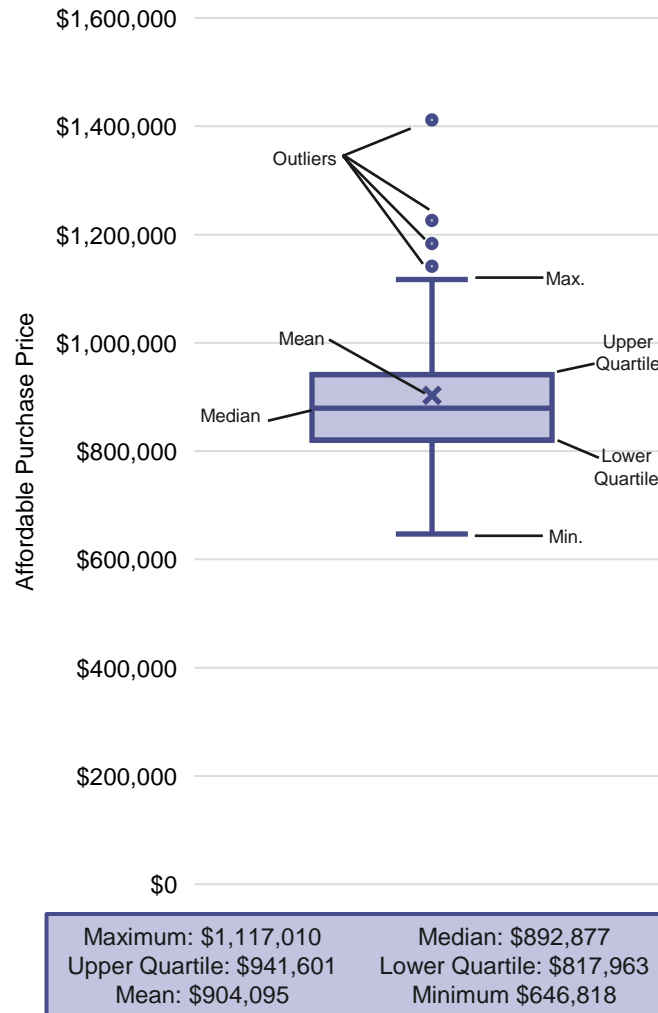 $1,600,000
$1,400,000
Outliers
$1,200,000
Max.
$1,000,000
Mean
Upper
Quartile
Median
$800,000
Lower
Quartile
Min.
$600,000
$400,000
$200,000
$0
Affordable Purchase Price
Maximum: $1,117,010
Median: $892,877
Upper Quartile: $941,601
Lower Quartile: $817,963
Mean: $904,095
Minimum $646,818